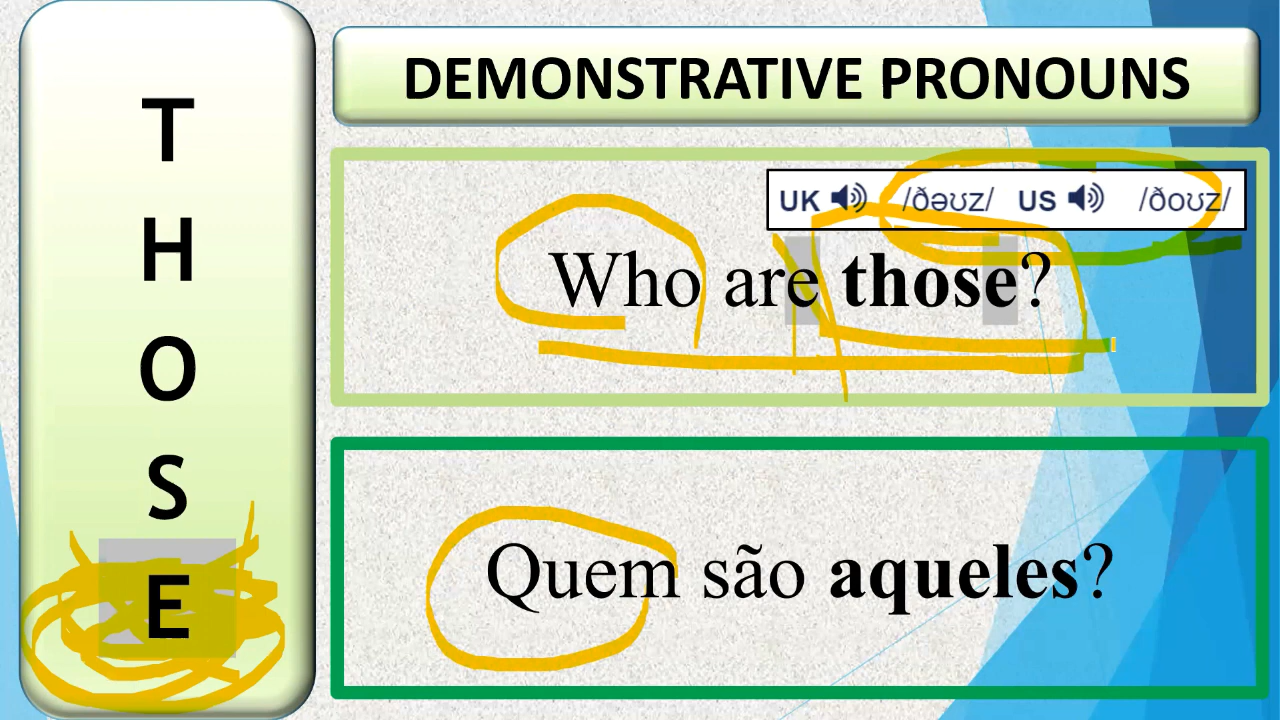 T
H
O
S
E
DEMONSTRATIVE PRONOUNS
UK /ðəʊz/ US /ðoʊz/
Who are those?
Quem são aqueles?